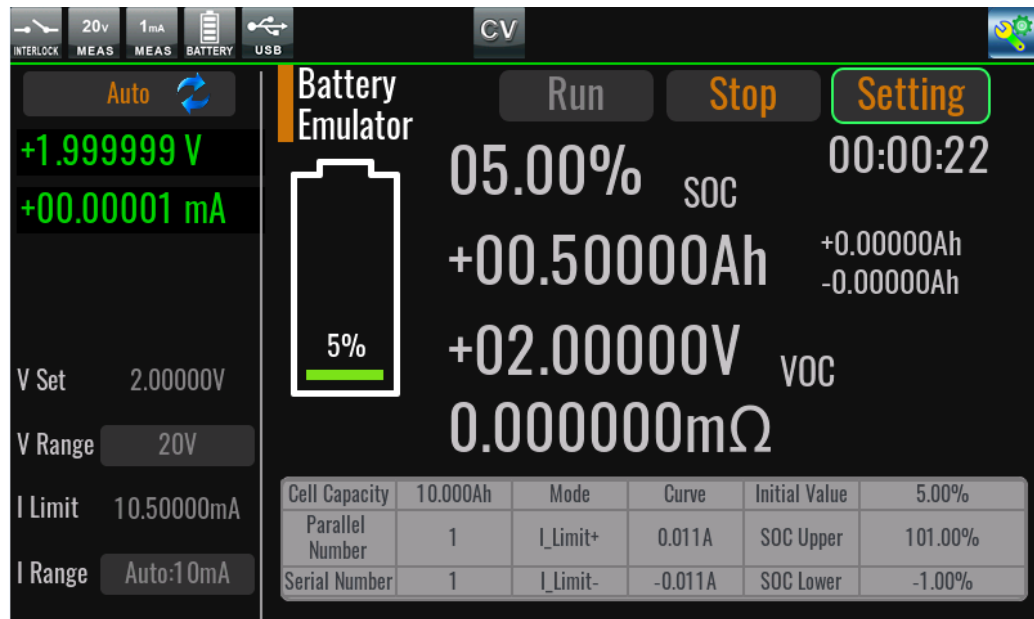 20v 1mA CV
INTERLOCK MEAS MEAS BATTERY USB
Auto
+1.999999 V
+00.00001 mA
V Set 2.00000V
V Range 20V
I Limit 10.50000mA
I Range Auto:10mA
Battery
Emulator
Run Stop Setting
00:00:22
05.00% SOC
+00.50000Ah
+0.00000Ah
-0.00000Ah
5%
+02.00000V VOC
0.000000mΩ
Cell Capacity 10.000Ah Mode Curve Initial Value 5.00%
Parallel
Number 1 I_Limit+ 0.011A SOC Upper 101.00%
Serial Number 1 I_Limit- -0.011A SOC Lower -1.00%